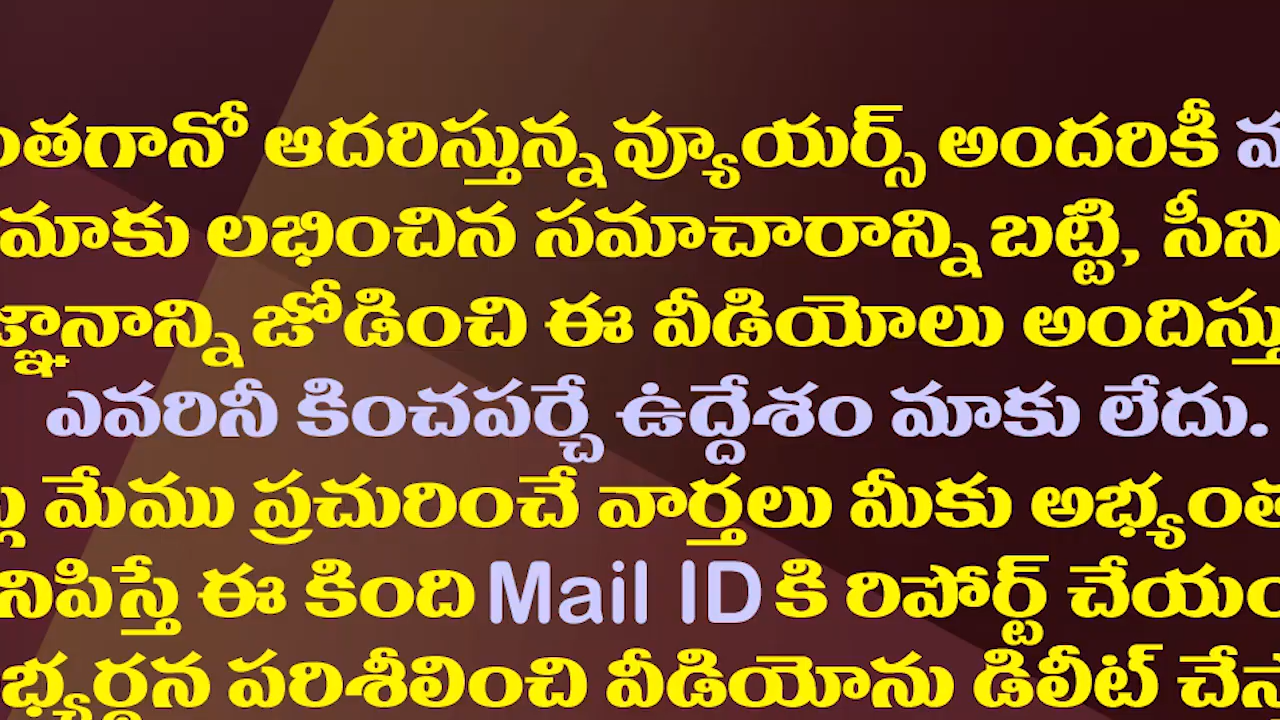 ఆదరిస్తున్న వ్యూయర్స్ అందరికీ
మాకు లభించిన సమాచారాన్ని బట్టి,
జోడించి ఈ వీడియోలు
ఎవరినీ కించపర్చే ఉద్దేశం మాకు లేదు.
మేము ప్రచురించే వార్తలు మీకు
ఈ కింది Mail ID కి రిపోర్ట్
పరిశీలించి వీడియోను డిలీట్